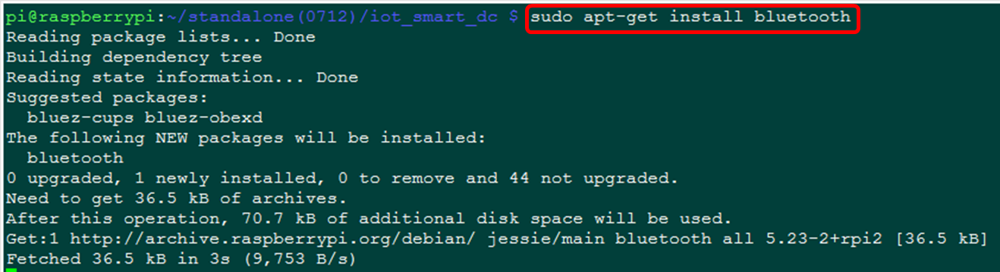 pi@raspberrypi:~/standalone(0712)/iot_smart_dc $ sudo apt-get install bluetooth
Reading package lists... Done
Building dependency tree
Reading state information... Done
Suggested packages:
  bluez-cups bluez-obexd
The following NEW packages will be installed:
  bluetooth
0 upgraded, 1 newly installed, 0 to remove and 44 not upgraded.
Need to get 36.5 kB of archives.
After this operation, 70.7 kB of additional disk space will be used.
Get:1 http://archive.raspberrypi.org/debian/ jessie/main bluetooth all 5.23-2+rpi2 [36.5 kB]
Fetched 36.5 kB in 3s (9,753 B/s)